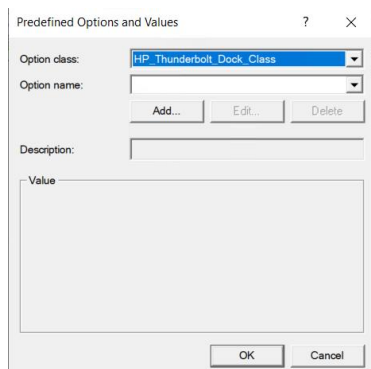 Predefined Options and Values ? ×
Option class: HP_Thunderbolt_Dock_Class
Option name:
Add... Edit... Delete
Description:
Value
OK Cancel